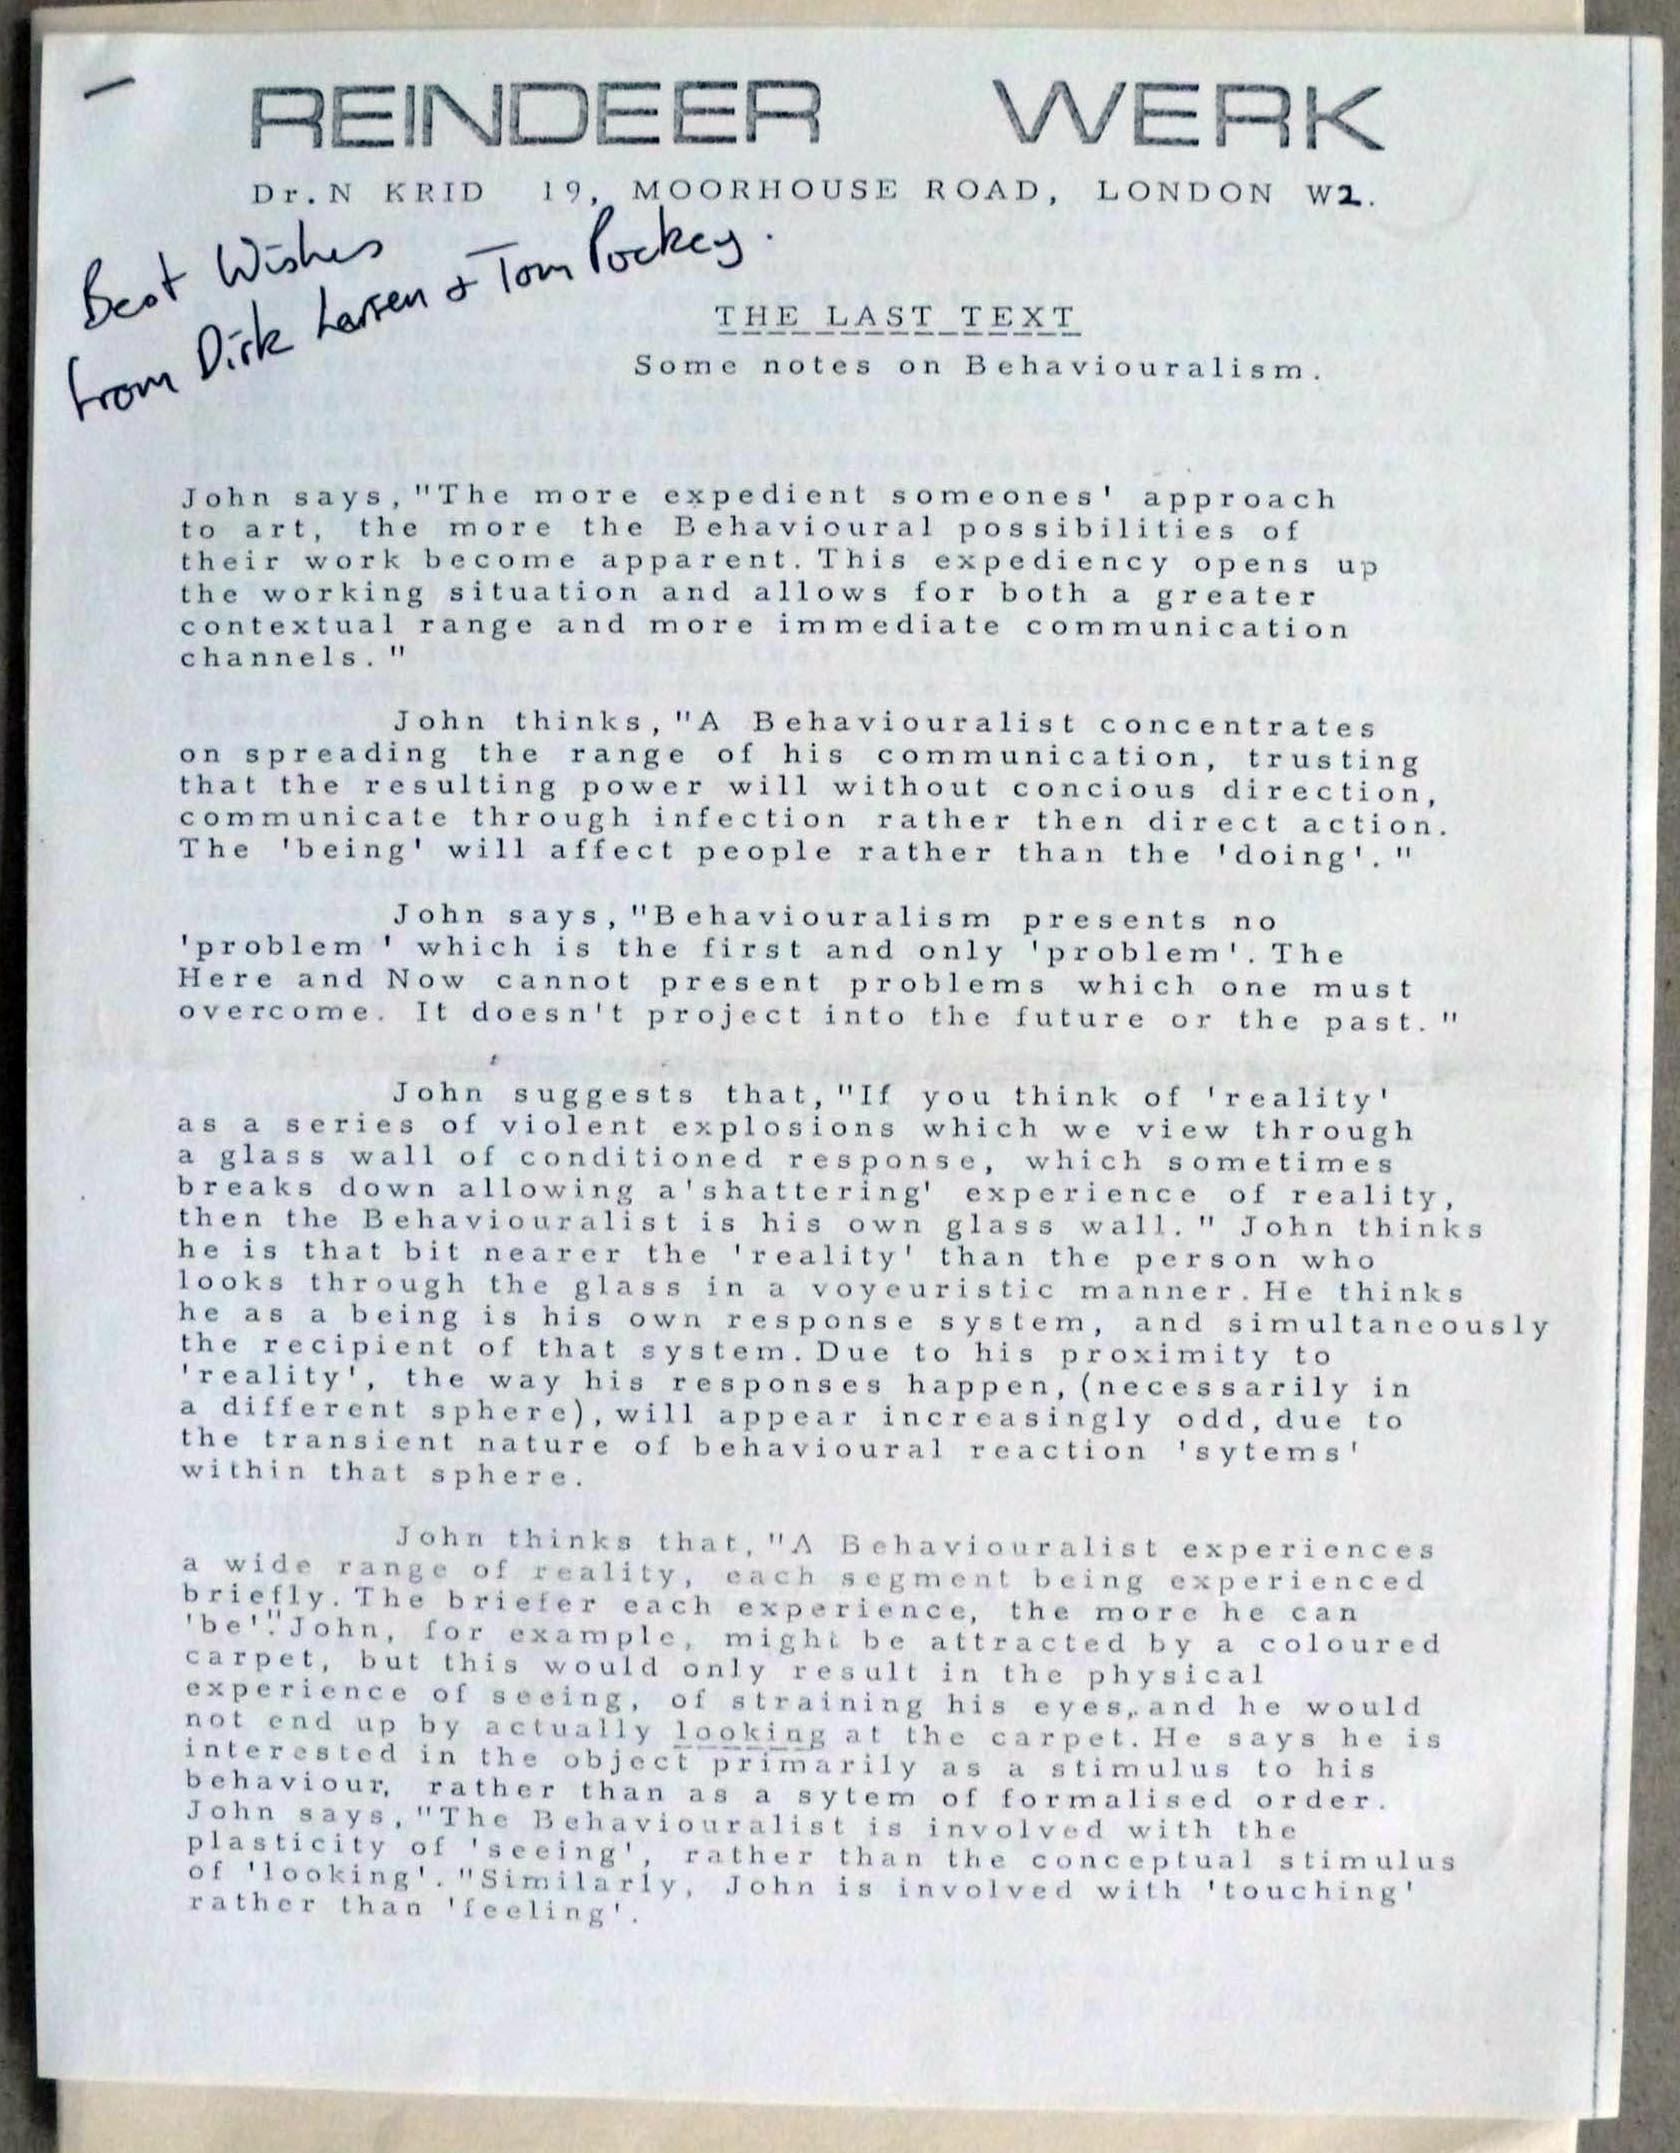 REINDEER WERK
Dr. N KRID 19, MOORHOUSE ROAD, LONDON W2.
Best Wishes
from Dirk Larsen & Tom Puckey.
THE LAST TEXT
Some notes on Behaviouralism.
John says,"The more expedient someones' approach
to art, the more the Behavioural possibilities of
their work become apparent. This expediency opens up
the working situation and allows for both a greater
contextual range and more immediate communication
channels."
John thinks,"A Behaviouralist concentrates
on spreading the range of his communication, trusting
that the resulting power will without concious direction,
communicate through infection rather then direct action.
The 'being' will affect people rather than the 'doing'."
John says,"Behaviouralism presents no
'problem ' which is the first and only 'problem'. The
Here and Now cannot present problems which one must
overcome. It doesn't project into the future or the past."
John suggests that,"If you think of 'reality'
as a series of violent explosions which we view through
a glass wall of conditioned response, which sometimes
breaks down allowing a'shattering' experience of reality,
then the Behaviouralist is his own glass wall." John thinks
he is that bit nearer the 'reality' than the person who
looks through the glass in a voyeuristic manner. He thinks
he as a being is his own response system, and simultaneously
the recipient of that system. Due to his proximity to
'reality', the way his responses happen,(necessarily in
a different sphere),will appear increasingly odd,due to
the transient nature of behavioural reaction 'sytems'
within that sphere.
John thinks that,"A Behaviouralist experiences
a wide range of reality, each segment being experienced
briefly. The briefer each experience, the more he can
'be'."John, for example, might be attracted by a coloured
carpet, but this would only result in the physical
experience of seeing, of straining his eyes, and he would
not end up by actually looking at the carpet. He says he is
interested in the object primarily as a stimulus to his
behaviour, rather than as a sytem of formalised order.
John says,"The Behaviouralist is involved with the
plasticity of 'seeing', rather than the conceptual stimulus
of 'looking'."Similarly, John is involved with 'touching'
rather than 'feeling'.